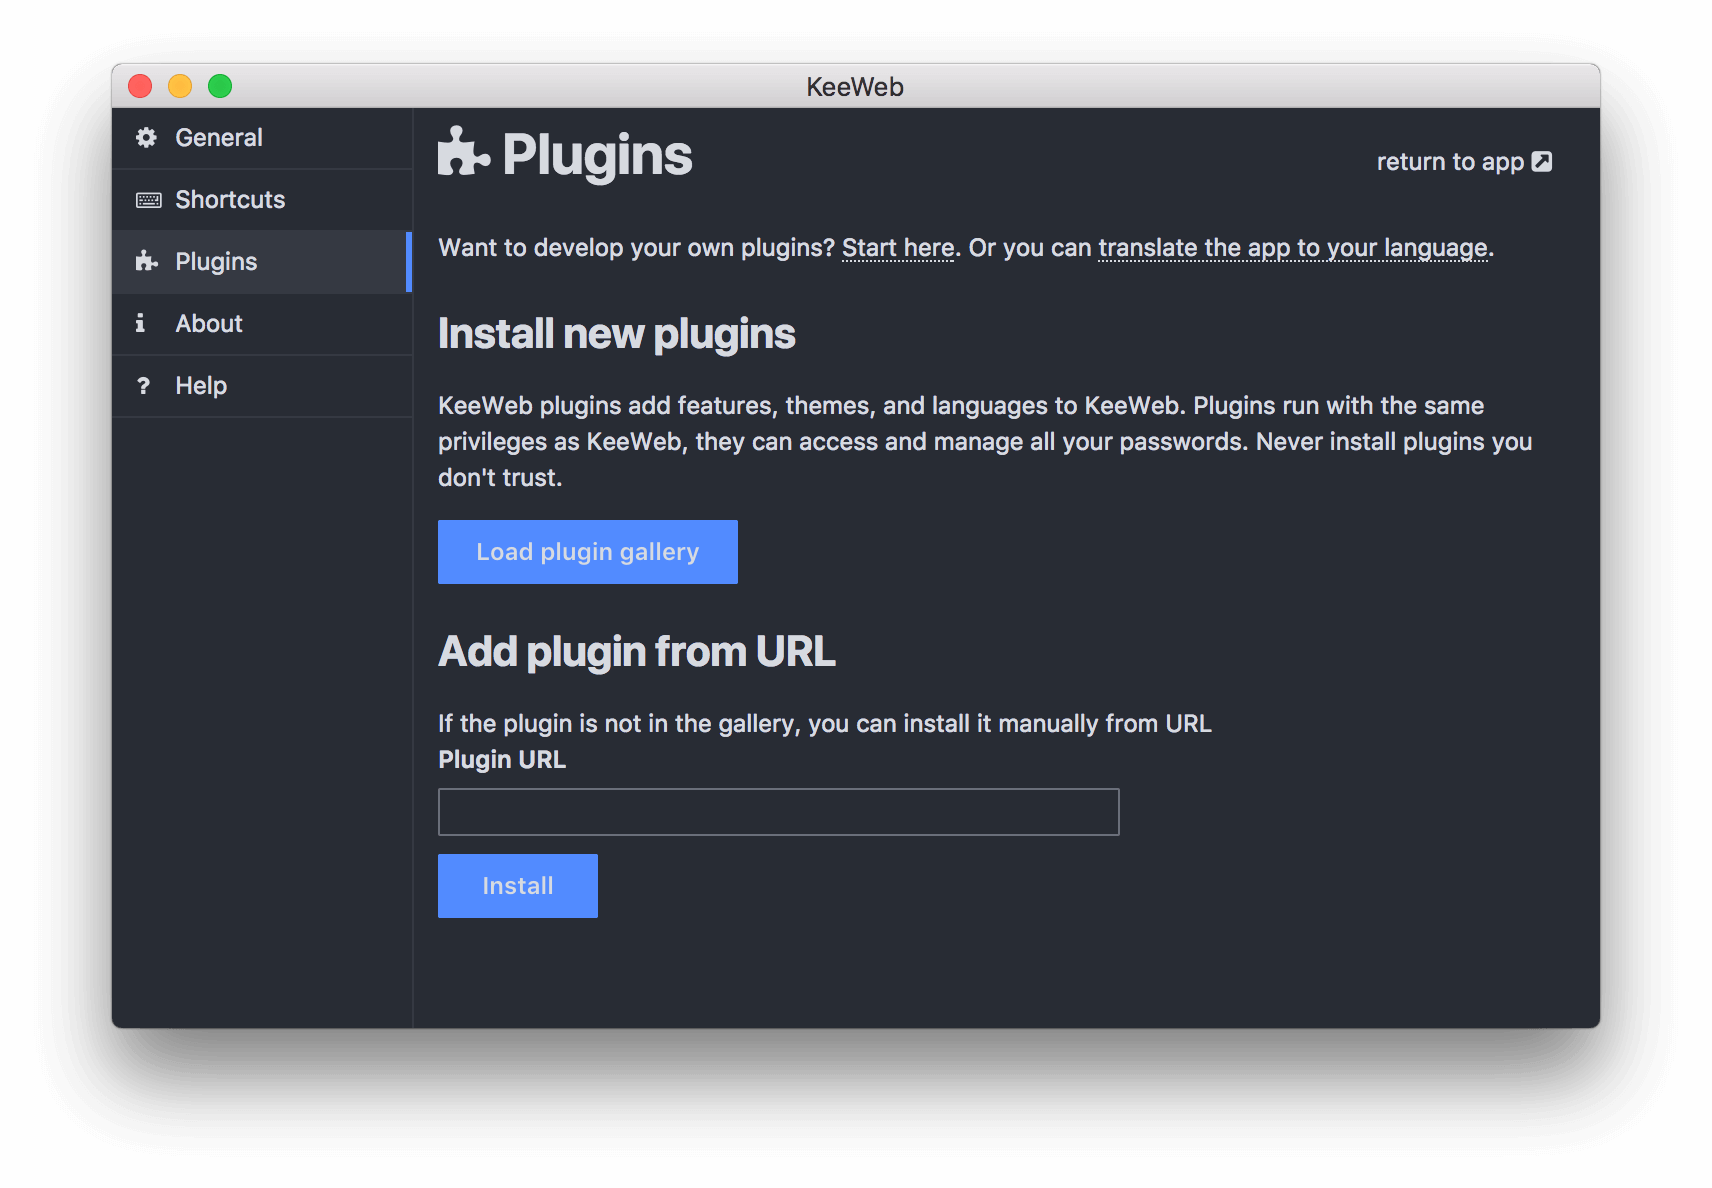 KeeWeb
General
Shortcuts
Plugins
About
? Help
Plugins
return to app
Want to develop your own plugins? Start here. Or you can translate the app to your language.
Install new plugins
KeeWeb plugins add features, themes, and languages to KeeWeb. Plugins run with the same
privileges as KeeWeb, they can access and manage all your passwords. Never install plugins you
don't trust.
Load plugin gallery
Add plugin from URL
If the plugin is not in the gallery, you can install it manually from URL
Plugin URL
Install